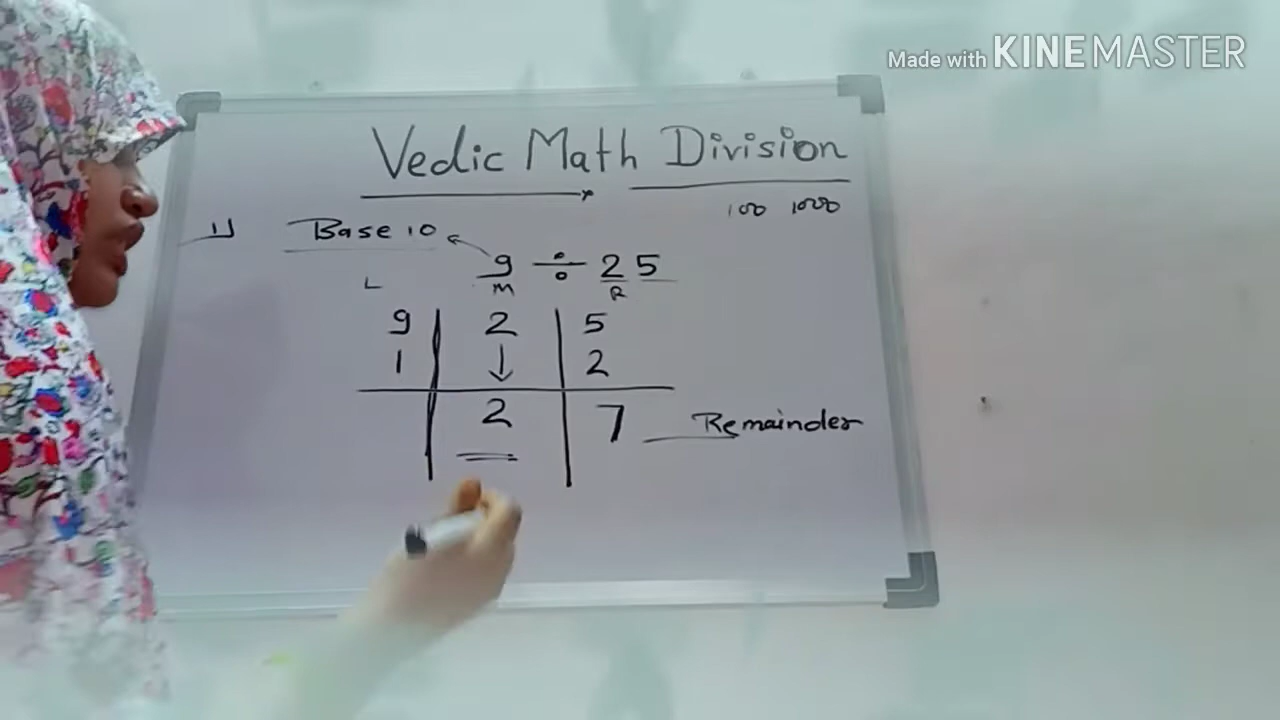 Made with KINEMASTER
Vedic Math Division
100 1000
1) Base 10
9 ÷ 25
L M R
9 2 5
1 ↓ 2
2 7 Remainder